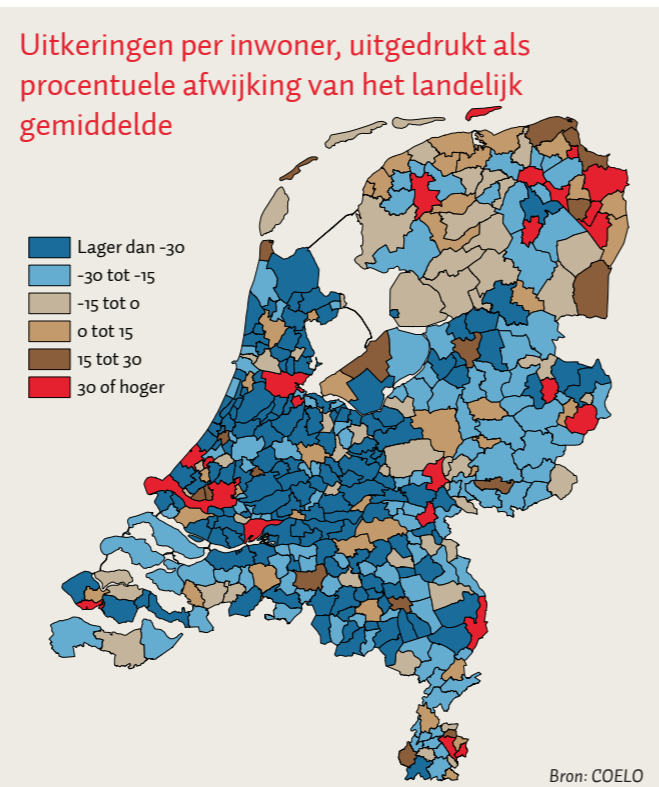 Uitkeringen per inwoner, uitgedrukt als
procentuele afwijking van het landelijk
gemiddelde
Lager dan -30
-30 tot -15
-15 tot 0
0 tot 15
15 tot 30
30 of hoger
Bron: COELO